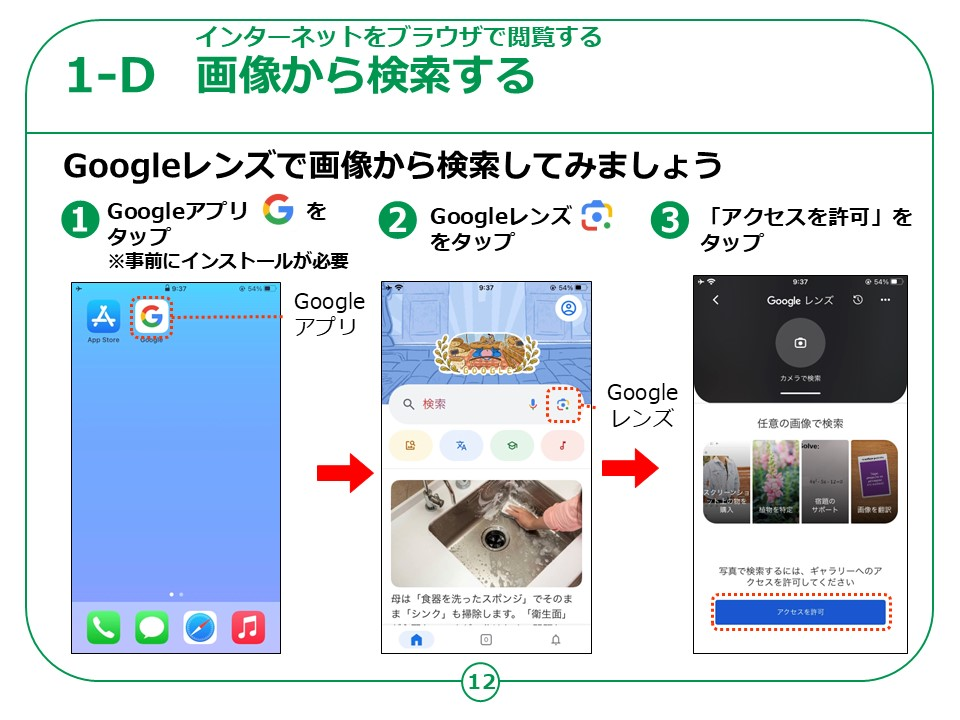 インターネットをブラウザで閲覧する
1-D 画像から検索する
Googleレンズで画像から検索してみましょう
1 Googleアプリ を
タップ
※事前にインストールが必要
2 Googleレンズ
をタップ
3 「アクセスを許可」を
タップ
9:37 54%
App Store
Google
Google
アプリ
9:37 54%
GOOGLE
検索
Google
レンズ
母は「食器を洗ったスポンジ」でそのま
ま「シンク」も掃除します。「衛生面」
9:37 54%
Google レンズ
カメラで検索
任意の画像で検索
Solve:
スクリーンショ
ット上の物を
購入
植物を特定
宿題の
サポート
画像を翻訳
写真で検索するには、ギャラリーへのア
クセスを許可してください
アクセスを許可
12